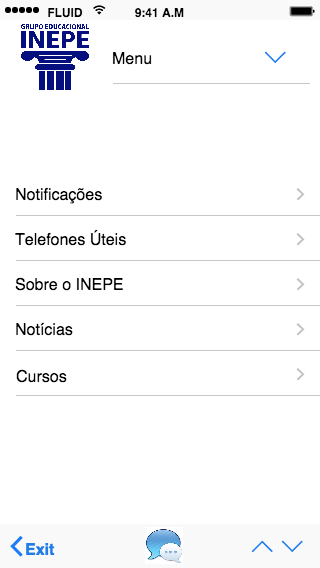 FLUID 9:41 A.M
GRUPO EDUCACIONAL
INEPE
Menu
Notificações
Telefones Úteis
Sobre o INEPE
Notícias
Cursos
Exit